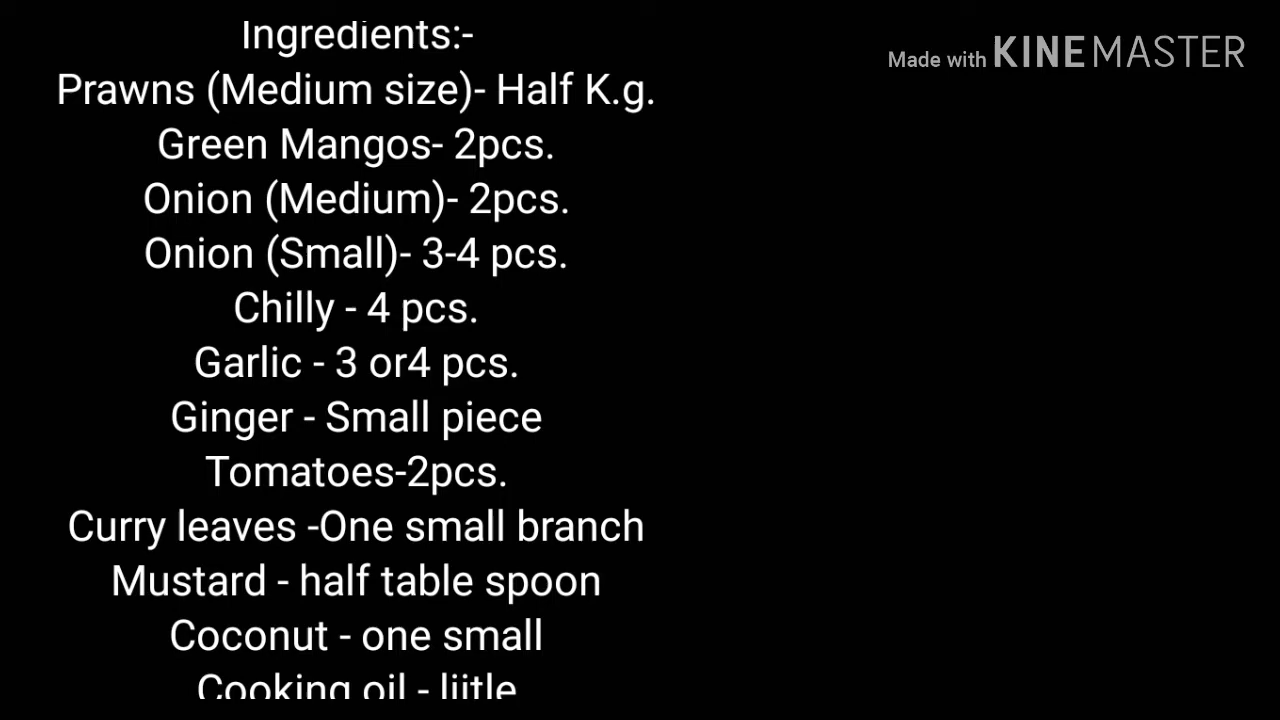 Ingredients:-
Made with KINEMASTER
Prawns (Medium size)- Half K.g.
Green Mangos- 2pcs.
Onion (Medium)- 2pcs.
Onion (Small)- 3-4 pcs.
Chilly - 4 pcs.
Garlic - 3 or4 pcs.
Ginger - Small piece
Tomatoes-2pcs.
Curry leaves -One small branch
Mustard - half table spoon
Coconut - one small
Cooking oil - liitle